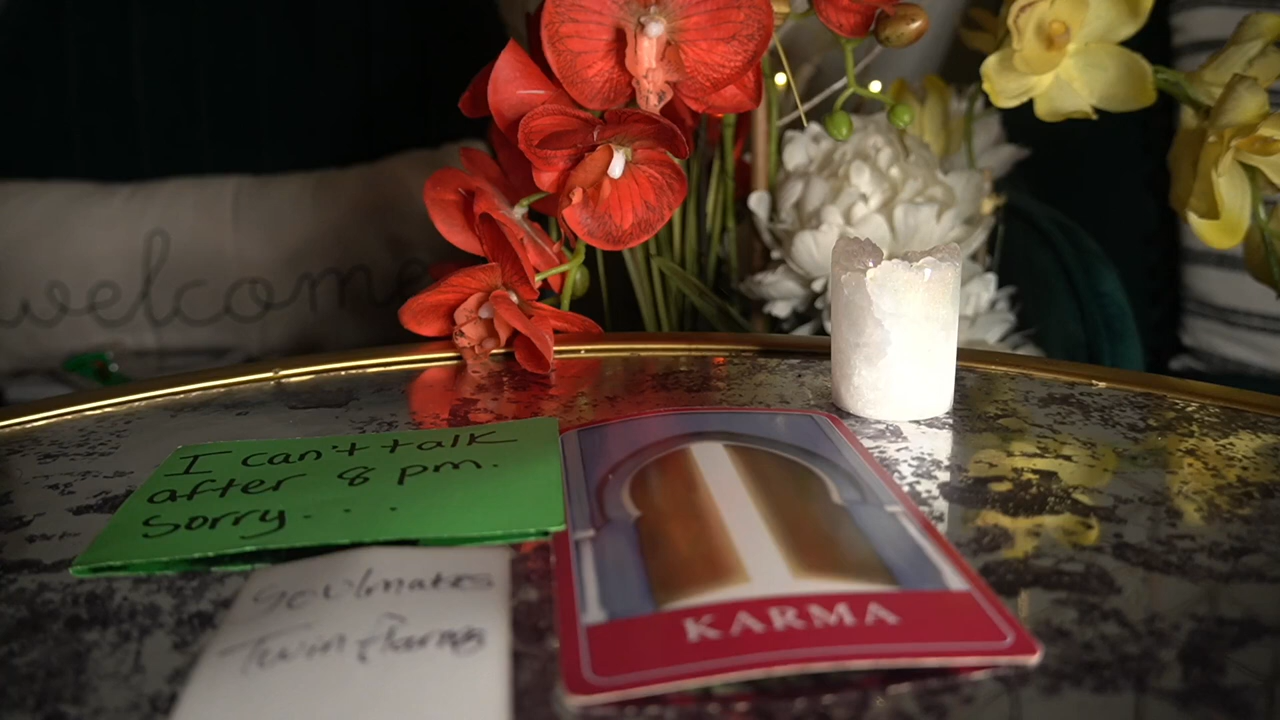 welcome
I can't talk
after 8 pm.
Sorry. . . .
Soulmates
Twin flames
KARMA